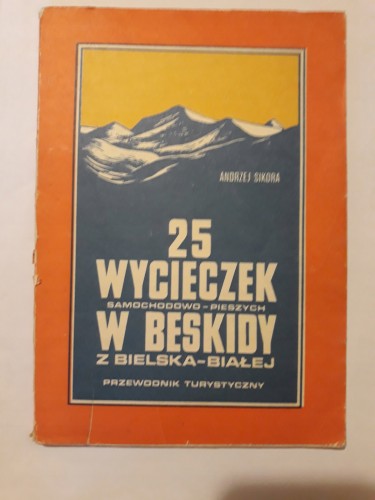 ANDRZEJ SIKORA
25
WYCIECZEK
SAMOCHODOWO-PIESZYCH
W BESKIDY
Z BIELSKA-BIAŁEJ
PRZEWODNIK TURYSTYCZNY